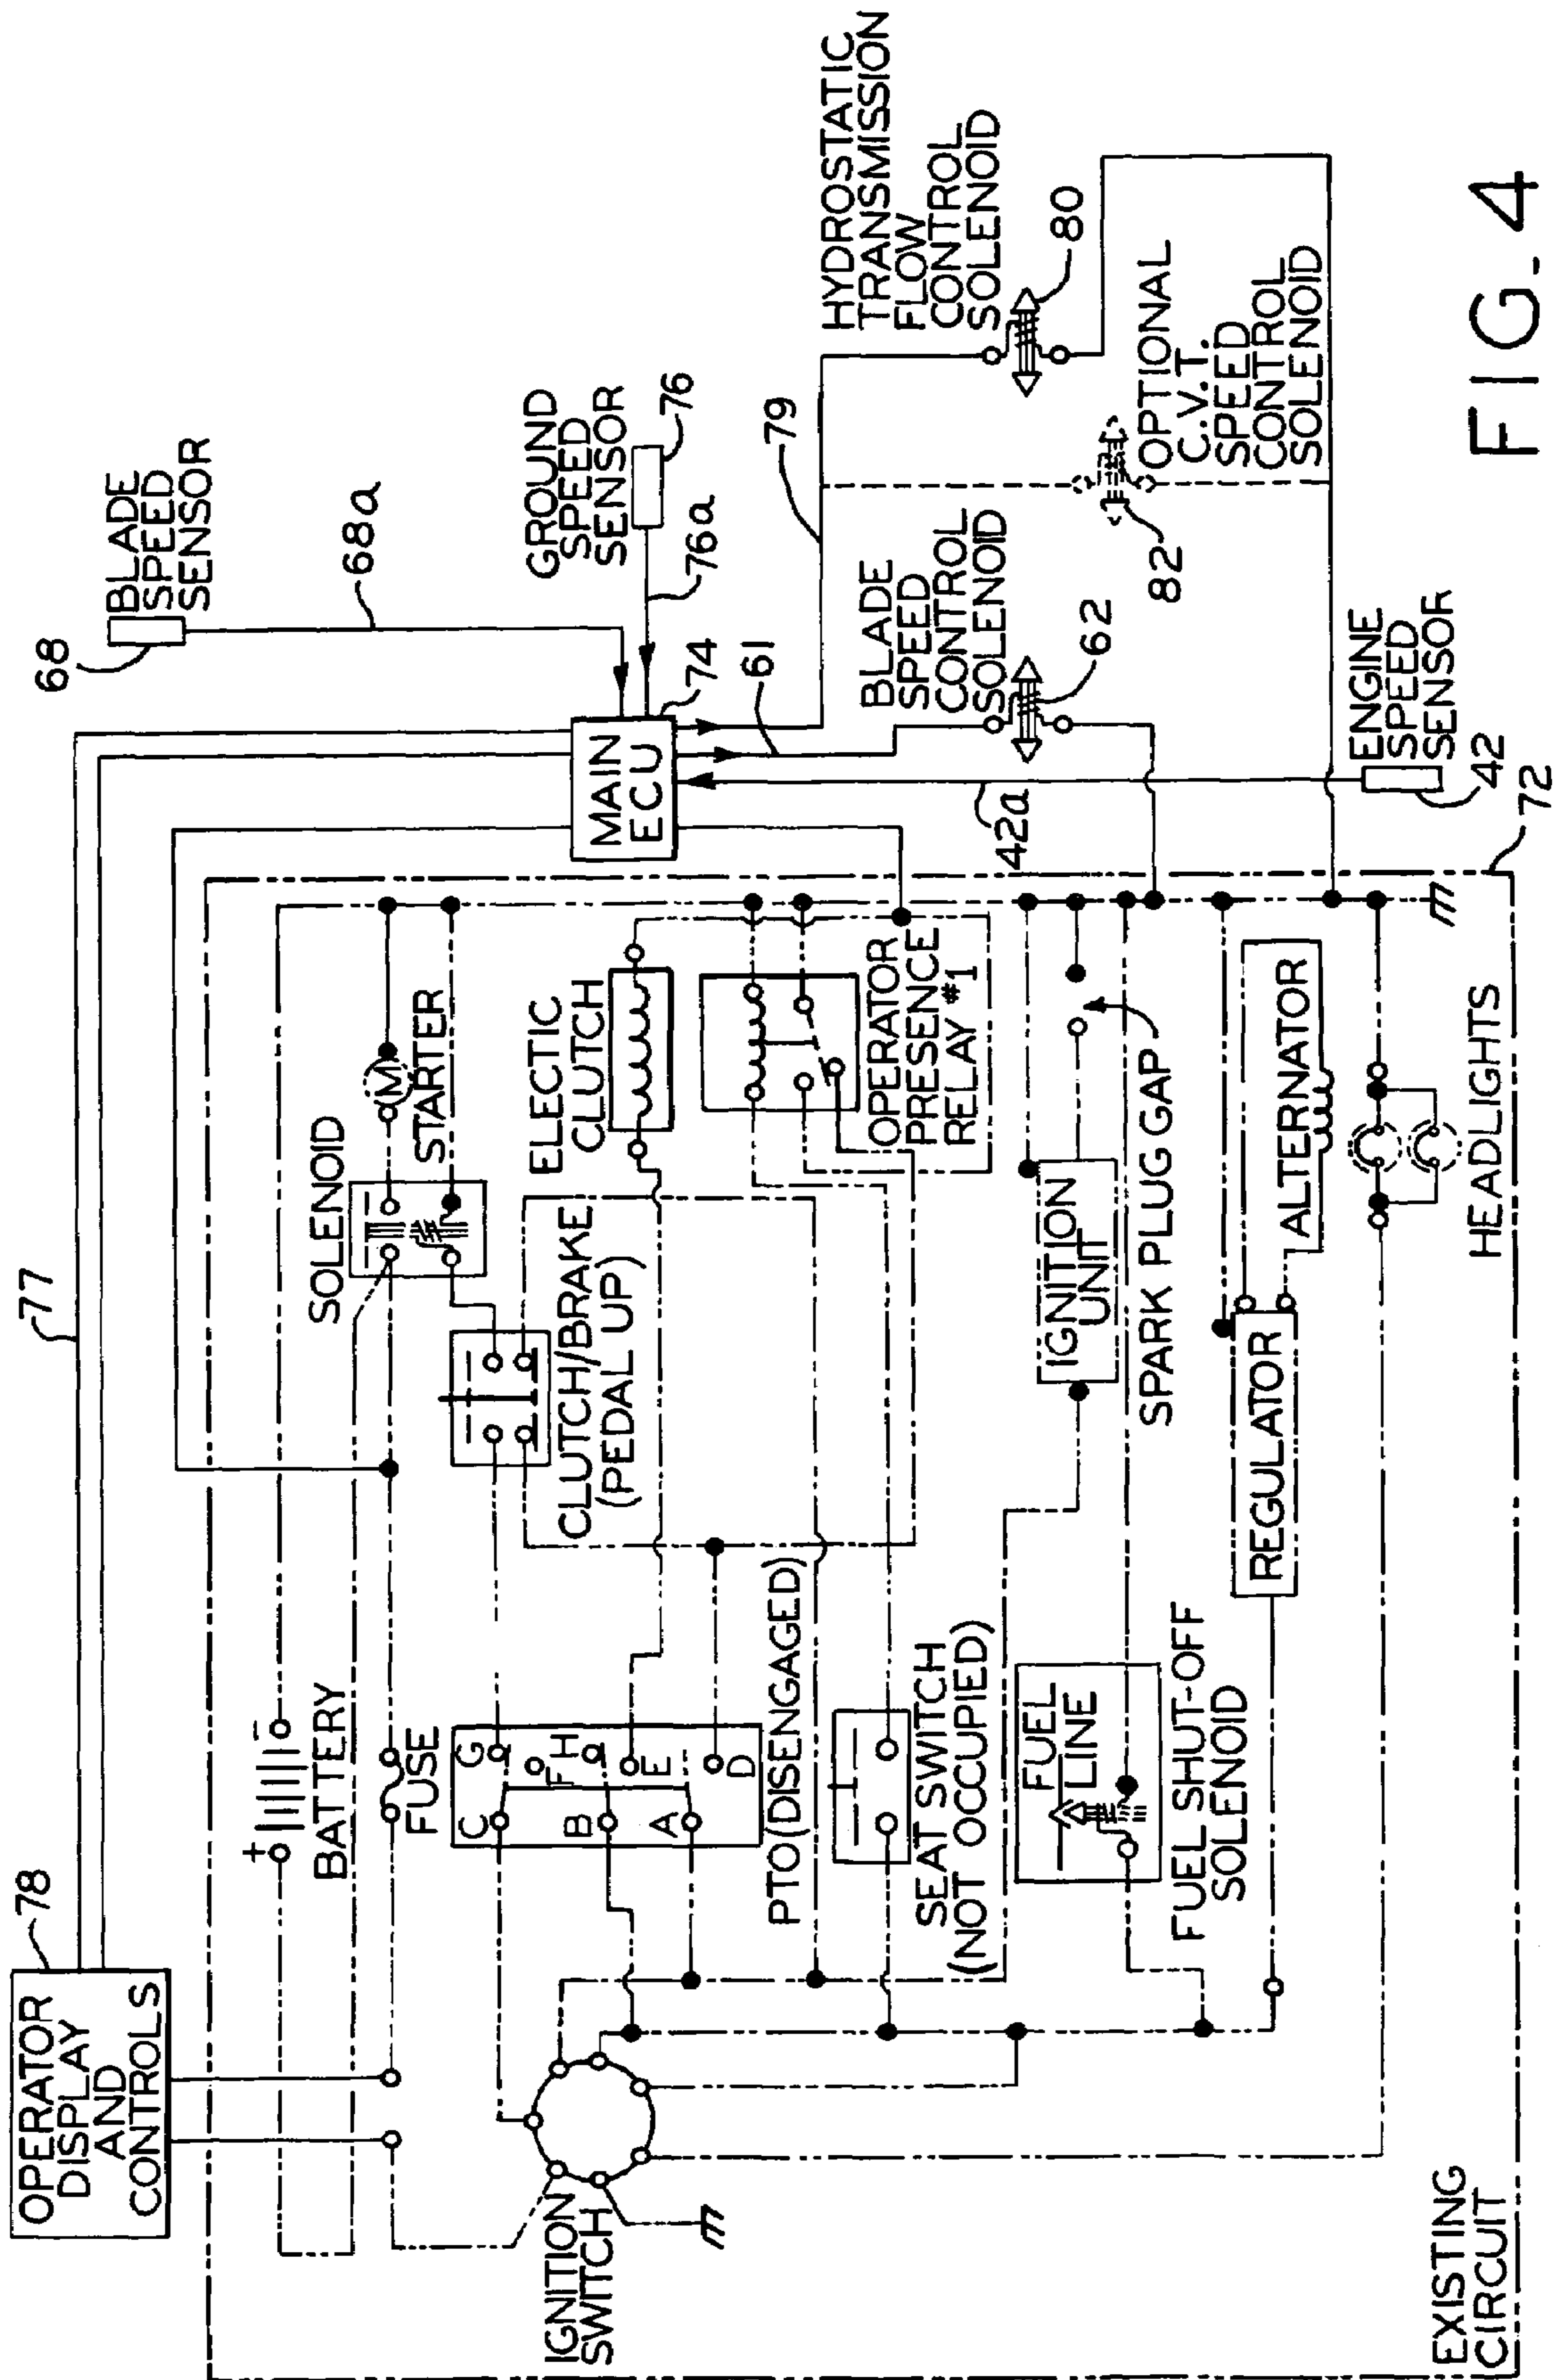 OPERATOR
DISPLAY
AND
CONTROLS
78
77
68
BLADE
SPEED
SENSOR
68a
GROUND
SPEED
SENSOR
76
76a
MAIN
ECU
74
61
79
42a
HYDROSTATIC
TRANSMISSION
FLOW
CONTROL
SOLENOID
80
BLADE
SPEED
CONTROL
SOLENOID
62
82
OPTIONAL
C.V.T.
SPEED
CONTROL
SOLENOID
ENGINE
SPEED
SENSOR
42
72
+
-
BATTERY
FUSE
SOLENOID
M
STARTER
ELECTIC
CLUTCH
CLUTCH/BRAKE
(PEDAL UP)
OPERATOR
PRESENCE
RELAY #1
C
G
F
B
H
E
A
D
PTO(DISENGAGED)
IGNITION
SWITCH
SEAT SWITCH
(NOT OCCUPIED)
IGNITION
UNIT
SPARK PLUG GAP
FUEL
LINE
FUEL SHUT-OFF
SOLENOID
REGULATOR
ALTERNATOR
HEADLIGHTS
EXISTING
CIRCUIT
FIG. 4